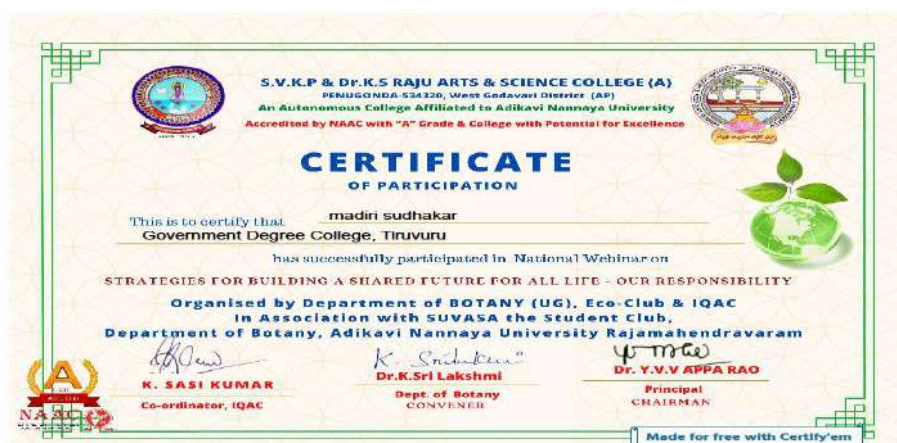 S.V.K.P & Dr.K.S RAJU ARTS & SCIENCE COLLEGE (A)
PENUGONDA-534320, West Godavari District (AP)
An Autonomous College Affiliated to Adikavi Nannaya University
Accredited by NAAC with "A" Grade & College with Potential for Excellence
CERTIFICATE
OF PARTICIPATION
This is to certify that madiri sudhakar
Government Degree College, Tiruvuru
has successfully participated in National Webinar on
STRATEGIES FOR BUILDING A SHARED FUTURE FOR ALL LIFE - OUR RESPONSIBILITY
Organised by Department of BOTANY (UG), Eco-Club & IQAC
In Association with SUVASA the Student Club,
Department of Botany, Adikavi Nannaya University Rajamahendravaram
K. SASI KUMAR
Co-ordinator, IQAC
Dr.K.Sri Lakshmi
Dept. of Botany
CONVENER
Dr. Y.V.V APPA RAO
Principal
CHAIRMAN
A
NAAC
Made for free with Certify'em